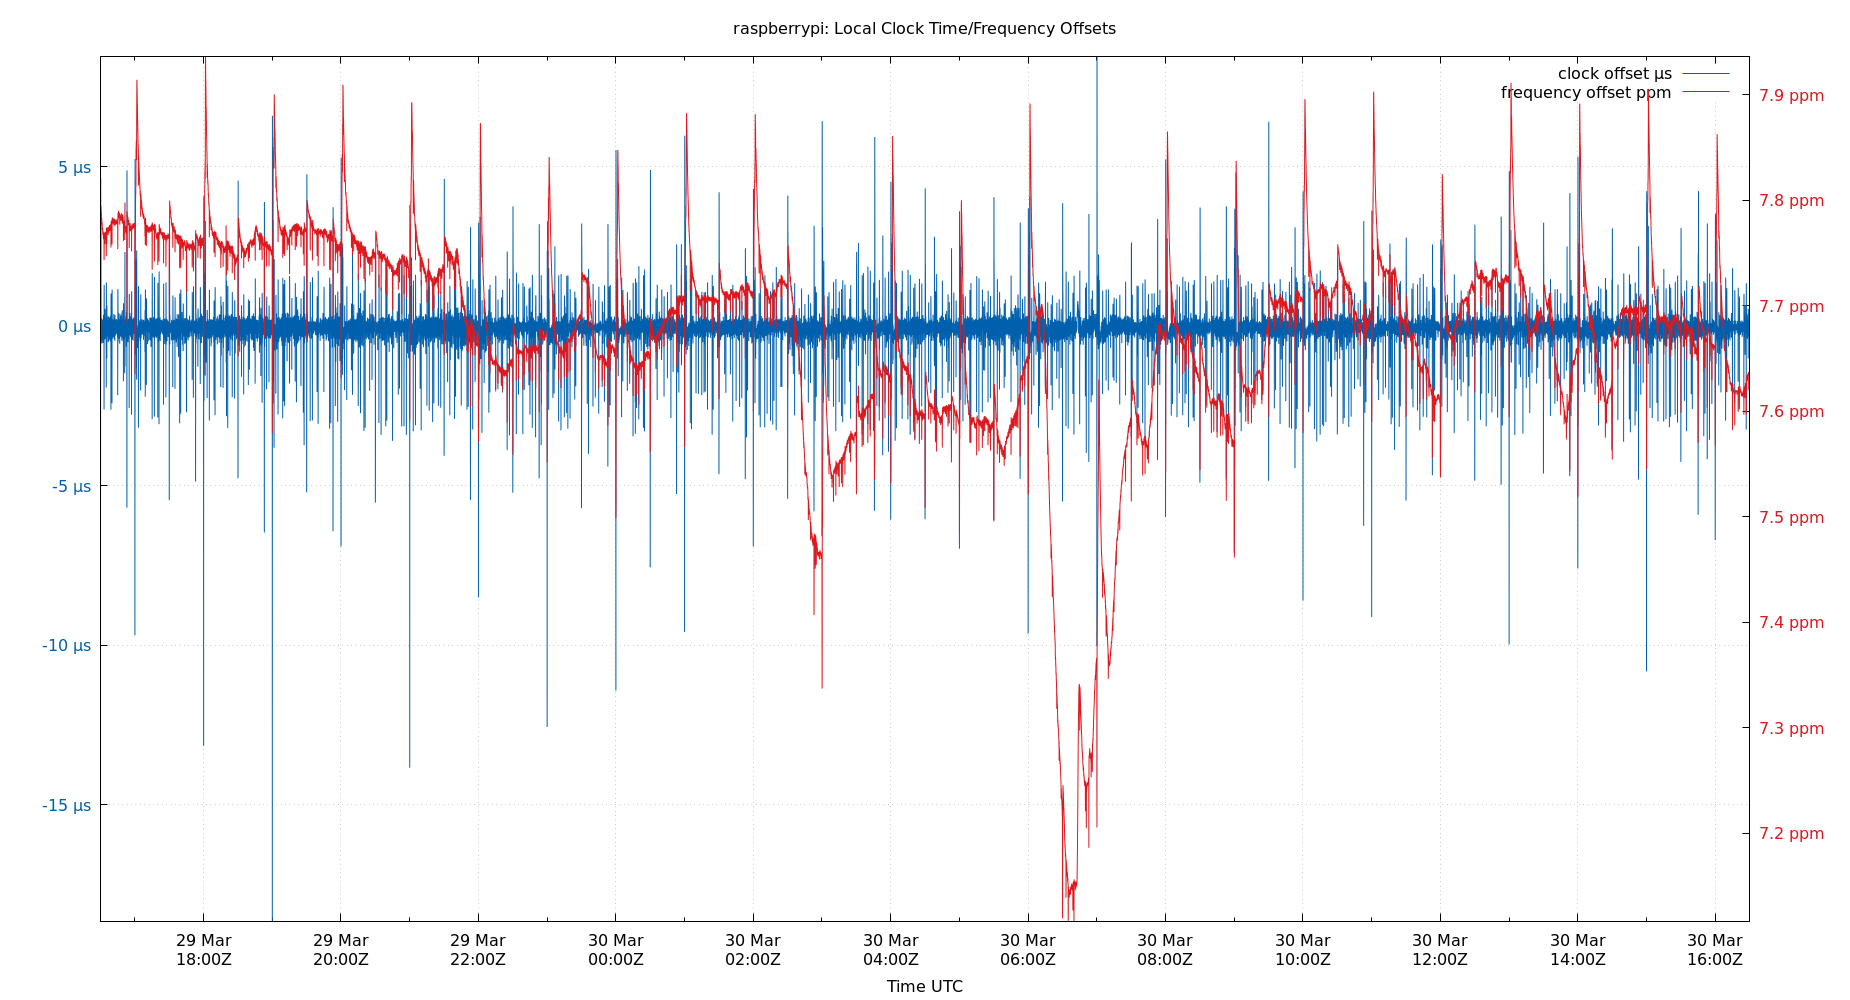 raspberrypi: Local Clock Time/Frequency Offsets
clock offset µs
frequency offset ppm
5 µs
0 µs
-5 µs
-10 µs
-15 µs
7.9 ppm
7.8 ppm
7.7 ppm
7.6 ppm
7.5 ppm
7.4 ppm
7.3 ppm
7.2 ppm
29 Mar 29 Mar 29 Mar 30 Mar 30 Mar 30 Mar 30 Mar 30 Mar 30 Mar 30 Mar 30 Mar 30 Mar
18:00Z 20:00Z 22:00Z 00:00Z 02:00Z 04:00Z 06:00Z 08:00Z 10:00Z 12:00Z 14:00Z 16:00Z
Time UTC